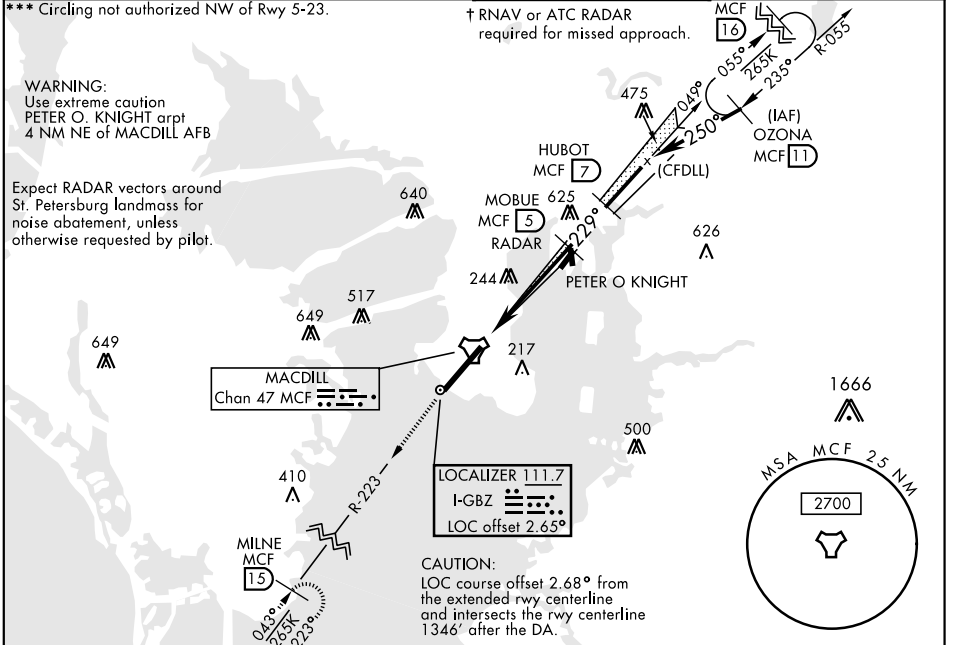 *** Circling not authorized NW of Rwy 5-23.
† RNAV or ATC RADAR
required for missed approach.
MCF
16
R-055
055°
265K
235°
WARNING:
Use extreme caution
PETER O. KNIGHT arpt
4 NM NE of MACDILL AFB
475
049°
250°
(IAF)
OZONA
MCF 11
HUBOT
MCF 7
(CFDLL)
Expect RADAR vectors around
St. Petersburg landmass for
noise abatement, unless
otherwise requested by pilot.
640
MOBUE
MCF 5
RADAR
625
229°
626
244
PETER O KNIGHT
517
649
649
217
MACDILL
Chan 47 MCF
1666
500
MSA MCF 25 NM
2700
410
R-223
LOCALIZER 111.7
I-GBZ
LOC offset 2.65°
MILNE
MCF
15
043°
265K
223°
CAUTION:
LOC course offset 2.68° from
the extended rwy centerline
and intersects the rwy centerline
1346' after the DA.